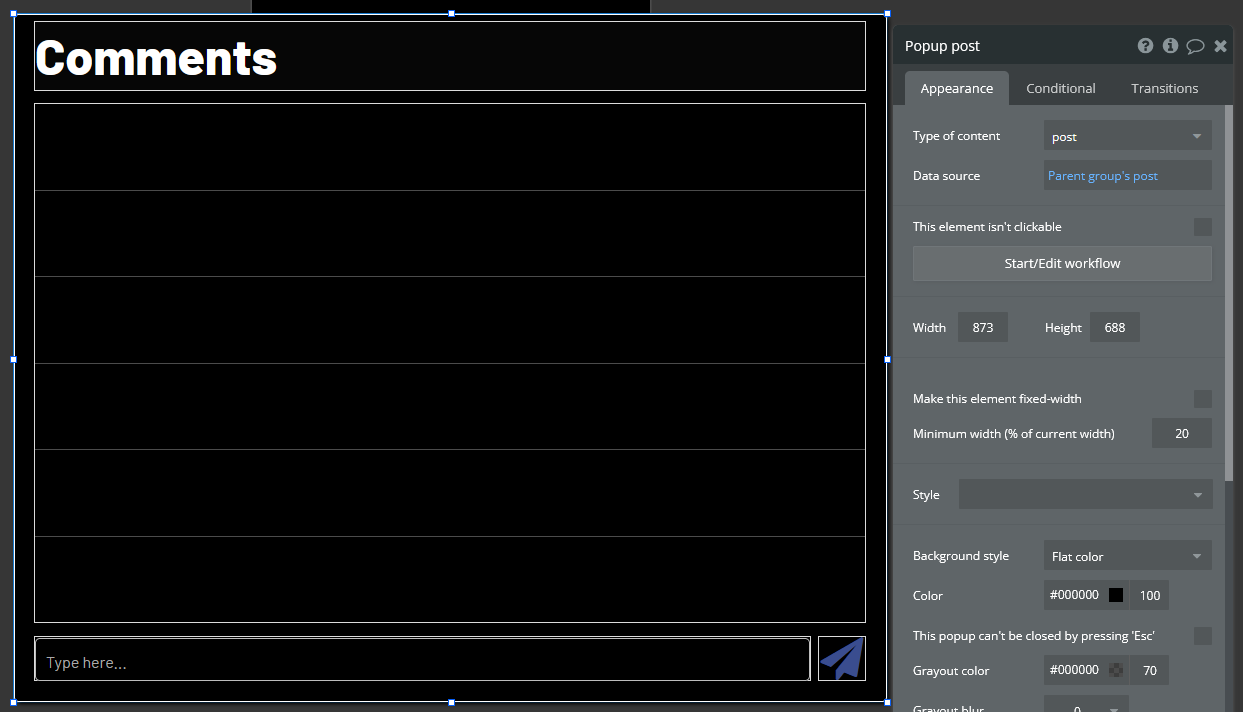 Comments
Type here...
Popup post
Appearance Conditional Transitions
Type of content post
Data source Parent group's post
This element isn't clickable
Start/Edit workflow
Width 873 Height 688
Make this element fixed-width
Minimum width (% of current width) 20
Style
Background style Flat color
Color #000000 100
This popup can't be closed by pressing 'Esc'
Grayout color #000000 70
Grayout blur 0